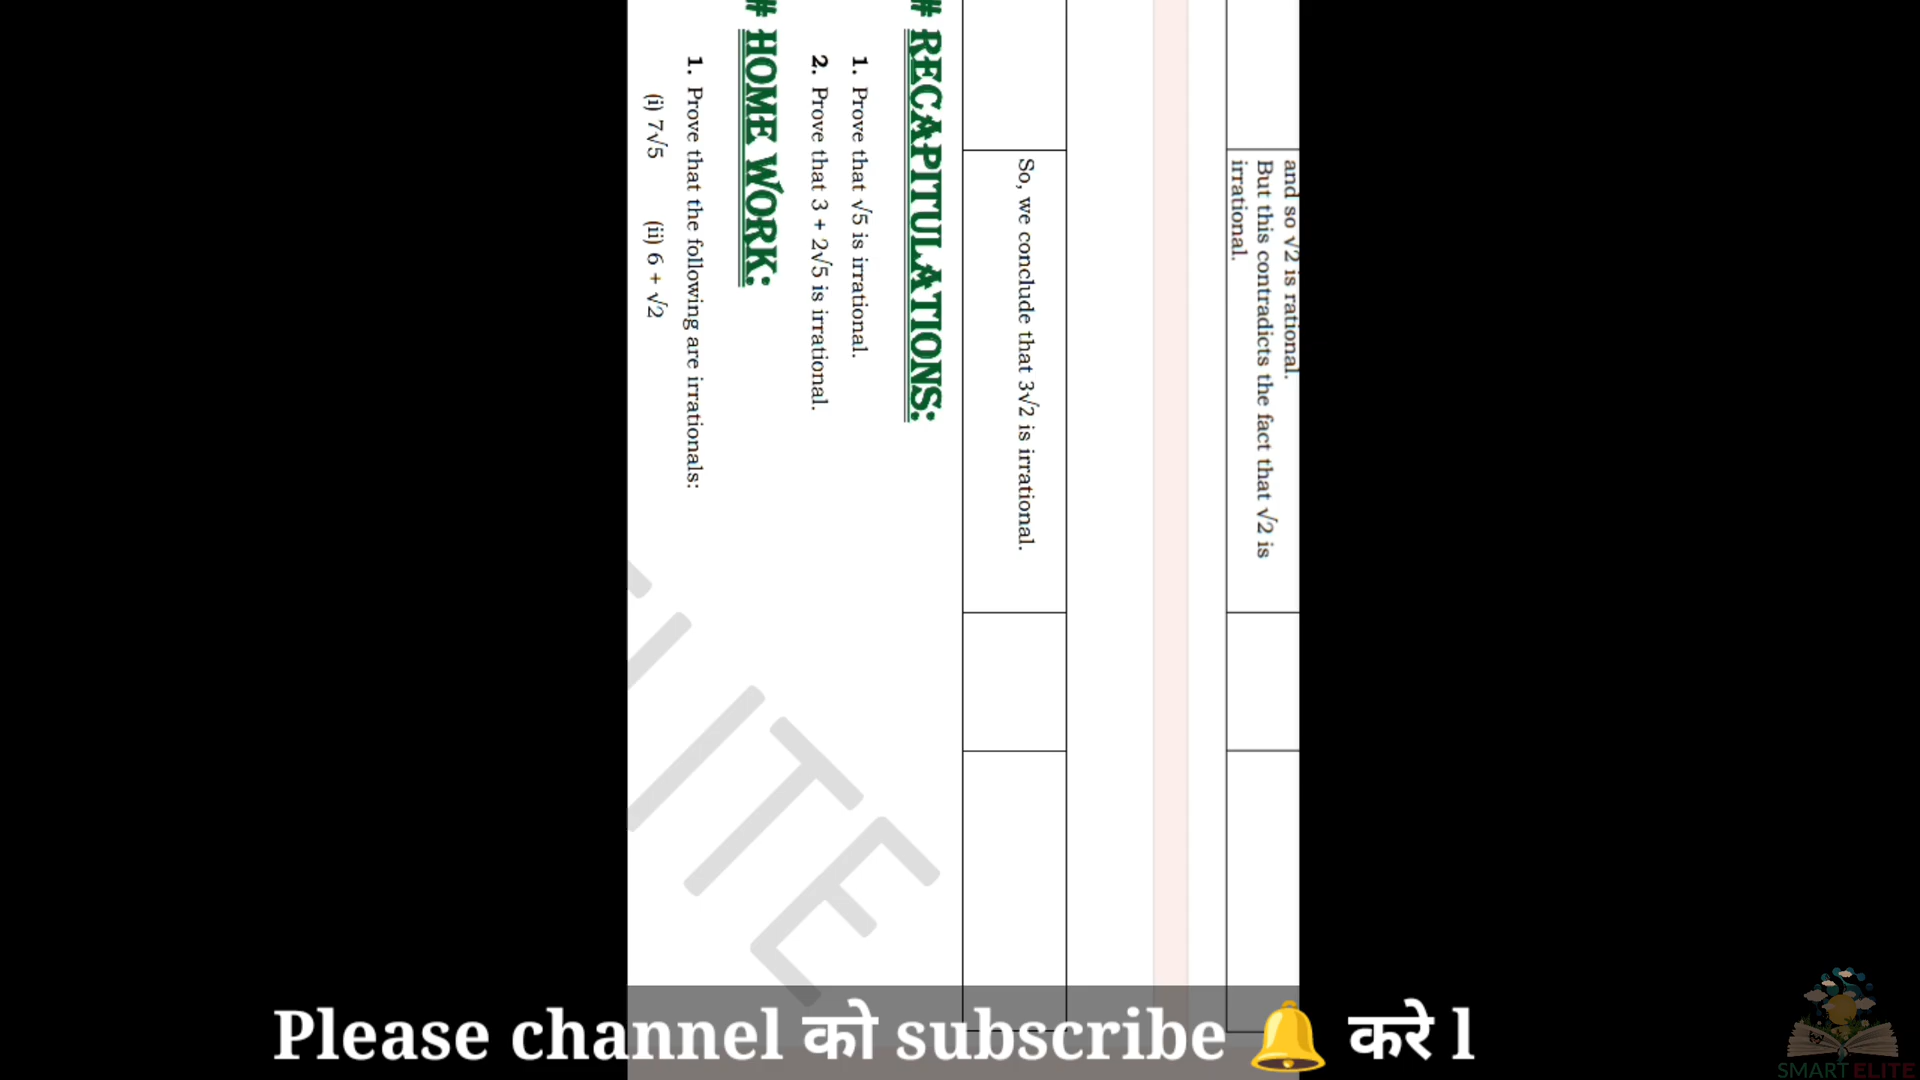 and so √2 is rational.
But this contradicts the fact that √2 is
irrational.
So, we conclude that 3√2 is irrational.
# RECAPITULATIONS:
1. Prove that √5 is irrational.
2. Prove that 3 + 2√5 is irrational.
# HOME WORK:
1. Prove that the following are irrationals:
(i) 7√5 (ii) 6 + √2
ELITE
Please channel को subscribe 🔔 करे l
SMART ELITE